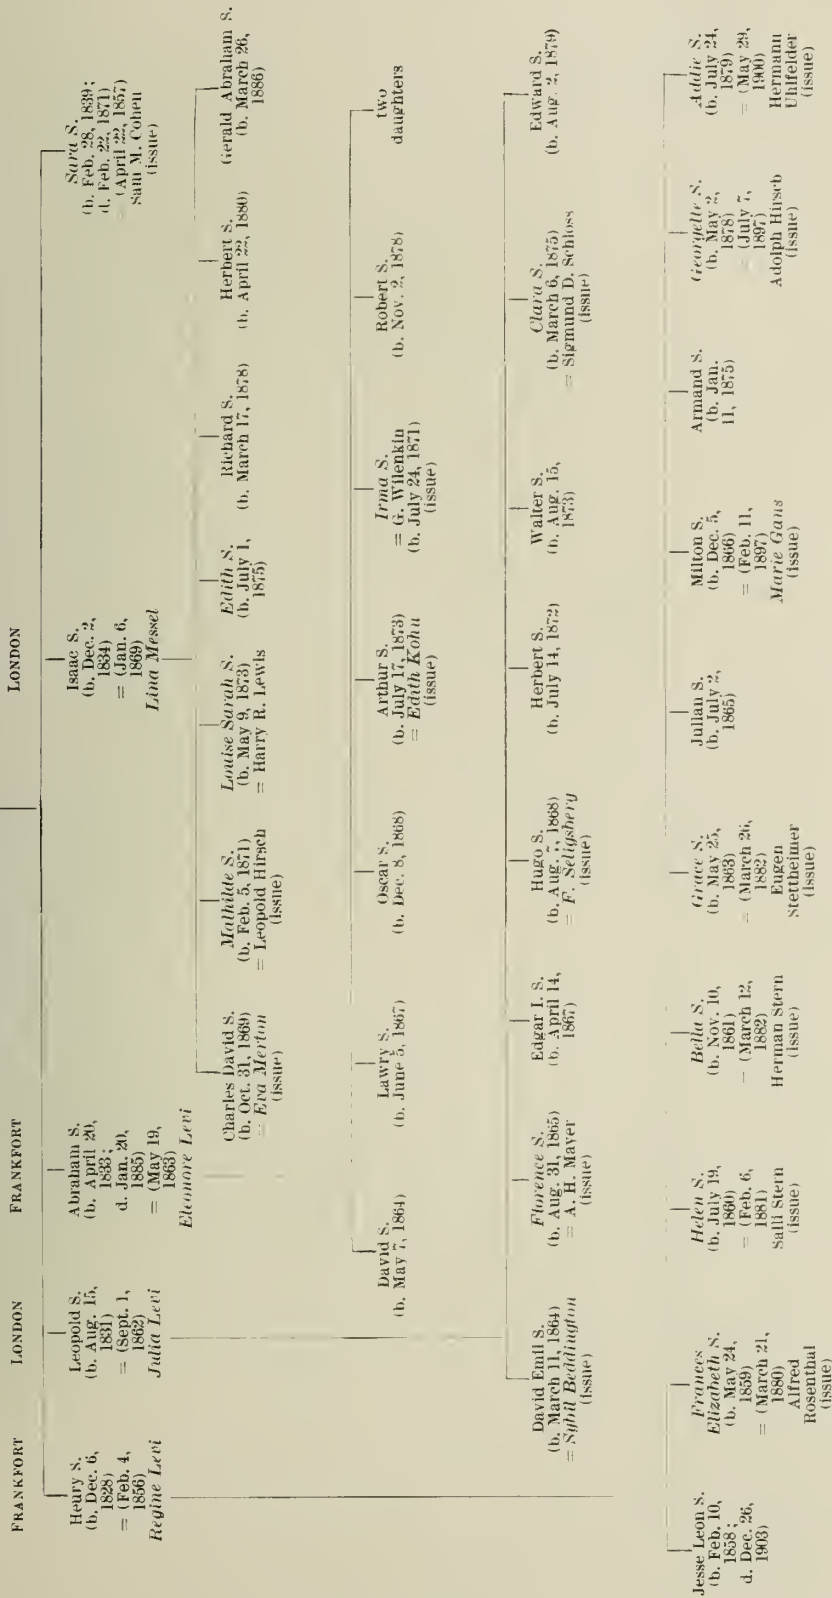 FRANKFORT
LONDON
FRANKFORT
LONDON
Henry S.
(b. Dec. 6,
1828)
= (Feb. 4,
1856)
Regine Levi
Leopold S.
(b. Aug. 15,
1831)
= (Sept. 1,
1862)
Julia Levi
Abraham S.
(b. April 20,
1833;
d. Jan. 20,
1885)
= (May 19,
1863)
Eleonore Levi
Isaac S.
(b. Dec. 2,
1834)
= (Jan. 6,
1869)
Lina Messel
Sara S.
(b. Feb. 28, 1839;
d. Feb. 22, 1871)
= (April 22, 1857)
Sam M. Cohen
(issue)
Charles David S.
(b. Oct. 31, 1869)
= Eva Merton
(issue)
Mathilde S.
(b. Feb. 5, 1871)
= Leopold Hirsch
(issue)
Louise Sarah S.
(b. May 9, 1873)
= Harry R. Lewis
Edith S.
(b. July 1,
1875)
Richard S.
(b. March 17, 1878)
Herbert S.
(b. April 22, 1880)
Gerald Abraham S.
(b. March 26,
1886)
David S.
(b. May 7, 1864)
Lawry S.
(b. June 5, 1867)
Oscar S.
(b. Dec. 8, 1868)
Arthur S.
(b. July 17, 1873)
= Edith Kohn
(issue)
Irma S.
= G. Wilenkin
(b. July 24, 1871)
(issue)
Robert S.
(b. Nov. 2, 1878)
two
daughters
David Emil S.
(b. March 11, 1864)
= Sybil Beddington
(issue)
Florence S.
(b. Aug. 31, 1865)
= A. H. Mayer
(issue)
Edgar I. S.
(b. April 14,
1867)
Hugo S.
(b. Aug. 7, 1868)
= F. Seligsberg
(issue)
Herbert S.
(b. July 14, 1872)
Walter S.
(b. Aug. 15,
1873)
Clara S.
(b. March 6, 1875)
= Sigmund D. Schloss
(issue)
Edward S.
(b. Aug. 2, 1879)
Jesse Leon S.
(b. Feb. 10,
1858;
d. Dec. 26,
1903)
Frances
Elizabeth S.
(b. May 24,
1859)
= (March 21,
1880)
Alfred
Rosenthal
(issue)
Helen S.
(b. July 19,
1860)
= (Feb. 6,
1881)
Salli Stern
(issue)
Bella S.
(b. Nov. 10,
1861)
= (March 12,
1882)
Herman Stern
(issue)
Grace S.
(b. May 25,
1863)
= (March 26,
1882)
Eugen
Stettheimer
(issue)
Julian S.
(b. July 2,
1865)
Milton S.
(b. Dec. 5,
1866)
= (Feb. 11,
1897)
Marie Gans
(issue)
Armand S.
(b. Jan.
11, 1875)
Georgette S.
(b. May 2,
1878)
= (July 7,
1897)
Adolph Hirsch
(issue)
Addie S.
(b. July 24,
1879)
= (May 29,
1900)
Hermann
Uhlfelder
(issue)